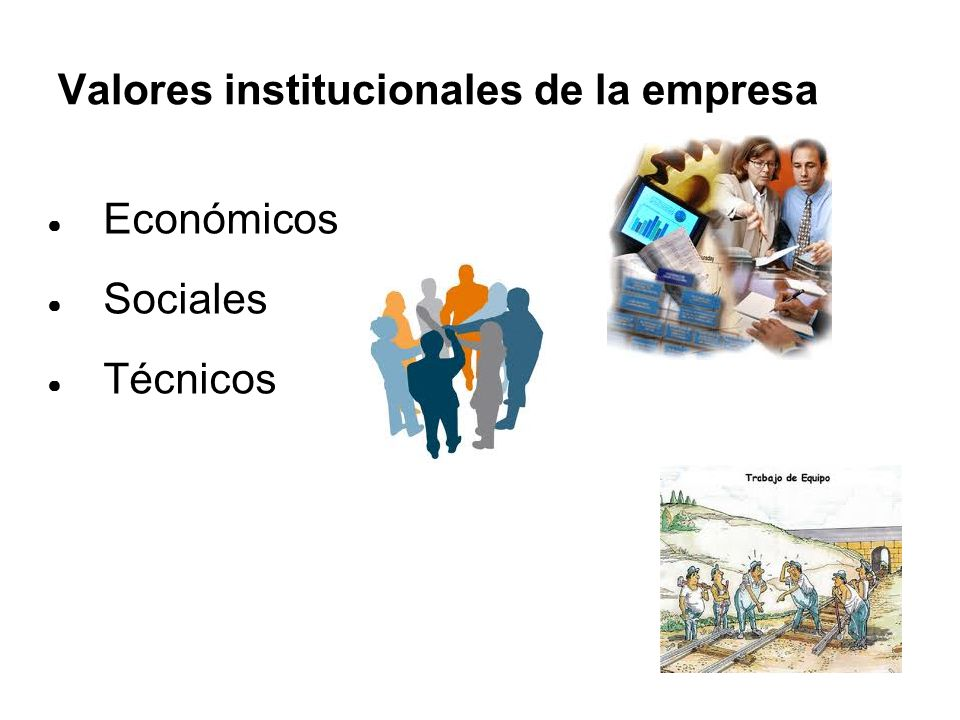 Valores institucionales de la empresa
● Económicos
● Sociales
● Técnicos
Trabajo de Equipo